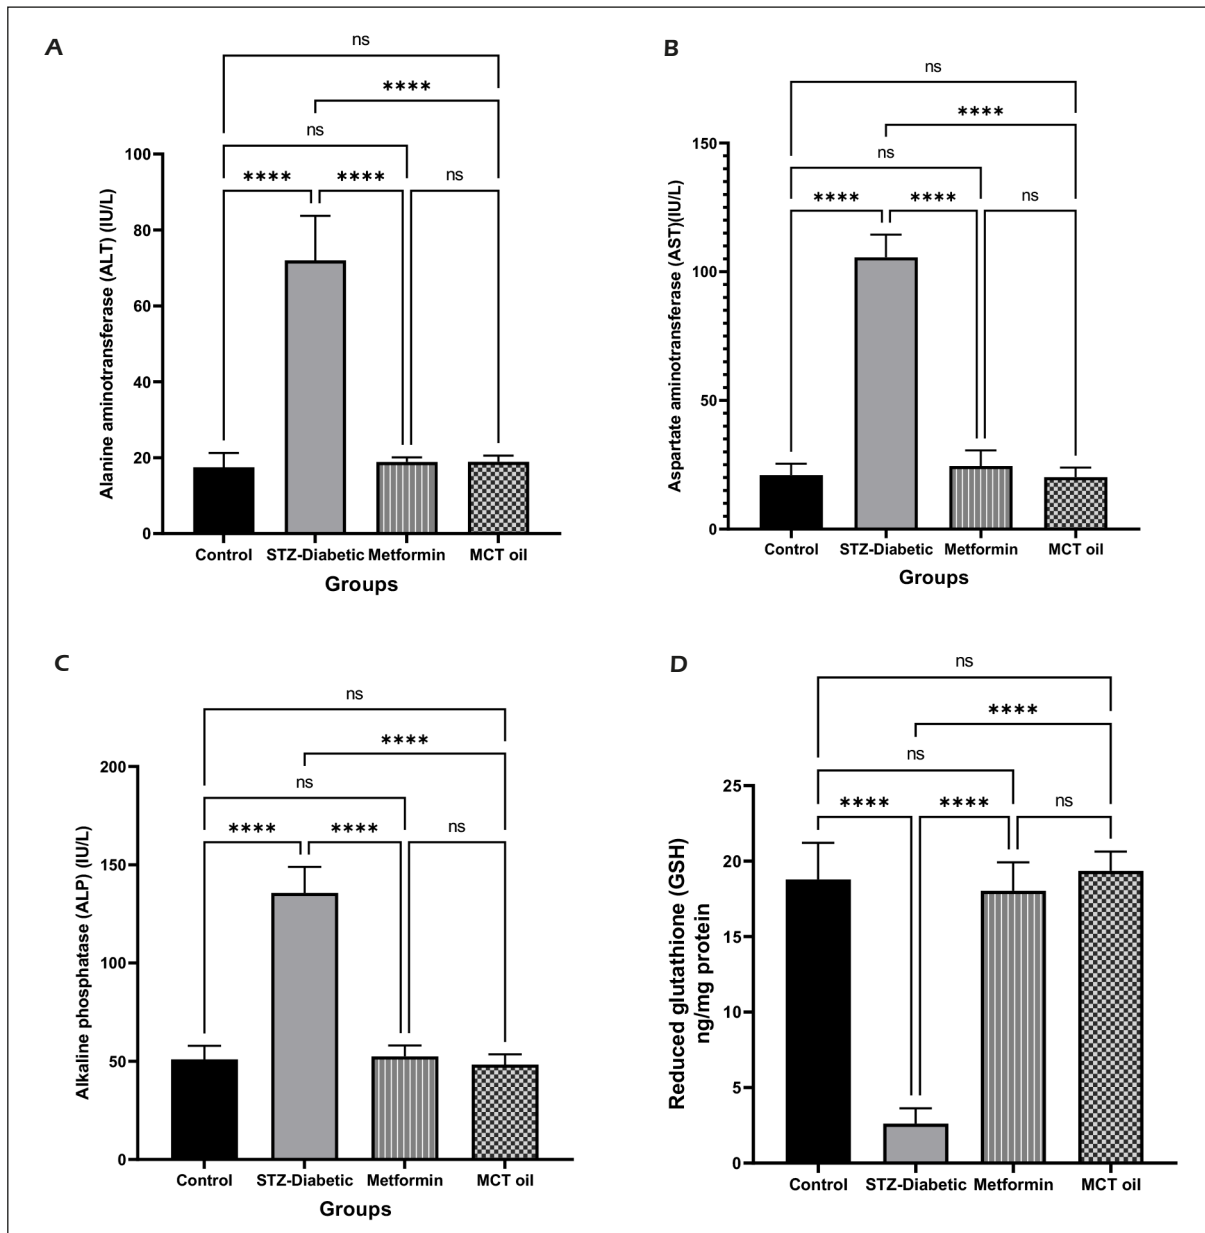 A
ns
****
ns
**** **** ns
Alanine aminotransferase (ALT) (IU/L)
100
80
60
40
20
0
Control STZ-Diabetic Metformin MCT oil
Groups
B
ns
****
ns
**** **** ns
Aspartate aminotransferase (AST)(IU/L)
150
100
50
0
Control STZ-Diabetic Metformin MCT oil
Groups
C
ns
****
ns
**** **** ns
Alkaline phosphatase (ALP) (IU/L)
200
150
100
50
0
Control STZ-Diabetic Metformin MCT oil
Groups
D
ns
****
ns
**** **** ns
Reduced glutathione (GSH)
ng/mg protein
25
20
15
10
5
0
Control STZ-Diabetic Metformin MCT oil